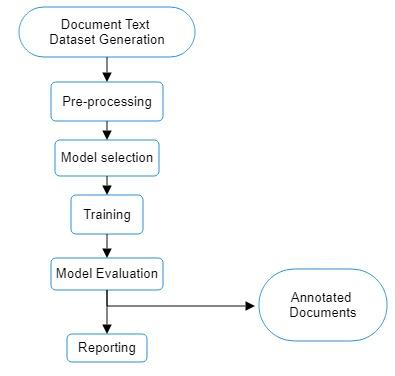 Document Text
Dataset Generation
Pre-processing
Model selection
Training
Model Evaluation
Annotated
Documents
Reporting